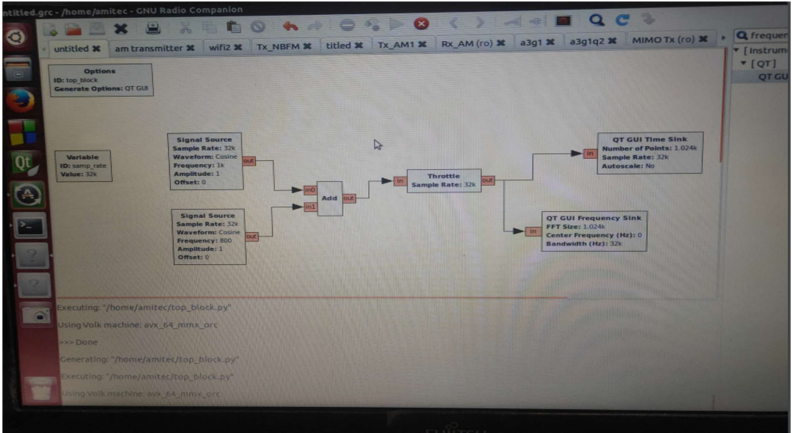 ntitled.grc - /home/amitec - GNU Radio Companion
untitled ✖ am transmitter ✖ wifi2 ✖ Tx_NBFM ✖ titled ✖ Tx_AM1 ✖ Rx_AM (ro) ✖ a3g1 ✖ a3g1q2 ✖ MIMO Tx (ro) ✖
frequen
[Instrum
[QT]
QT GU
Options
ID: top_block
Generate Options: QT GUI
Variable
ID: samp_rate
Value: 32k
Signal Source
Sample Rate: 32k
Waveform: Cosine
Frequency: 1k
Amplitude: 1
Offset: 0
out
Signal Source
Sample Rate: 32k
Waveform: Cosine
Frequency: 800
Amplitude: 1
Offset: 0
out
in0
in1
Add
out
in
Throttle
Sample Rate: 32k
out
in
QT GUI Time Sink
Number of Points: 1.024k
Sample Rate: 32k
Autoscale: No
in
QT GUI Frequency Sink
FFT Size: 1.024k
Center Frequency (Hz): 0
Bandwidth (Hz): 32k
Executing: "/home/amitec/top_block.py"
Using Volk machine: avx_64_mmx_orc
>>> Done
Generating: "/home/amitec/top_block.py"
Executing: "/home/amitec/top_block.py"
Using Volk machine: avx_64_mmx_orc